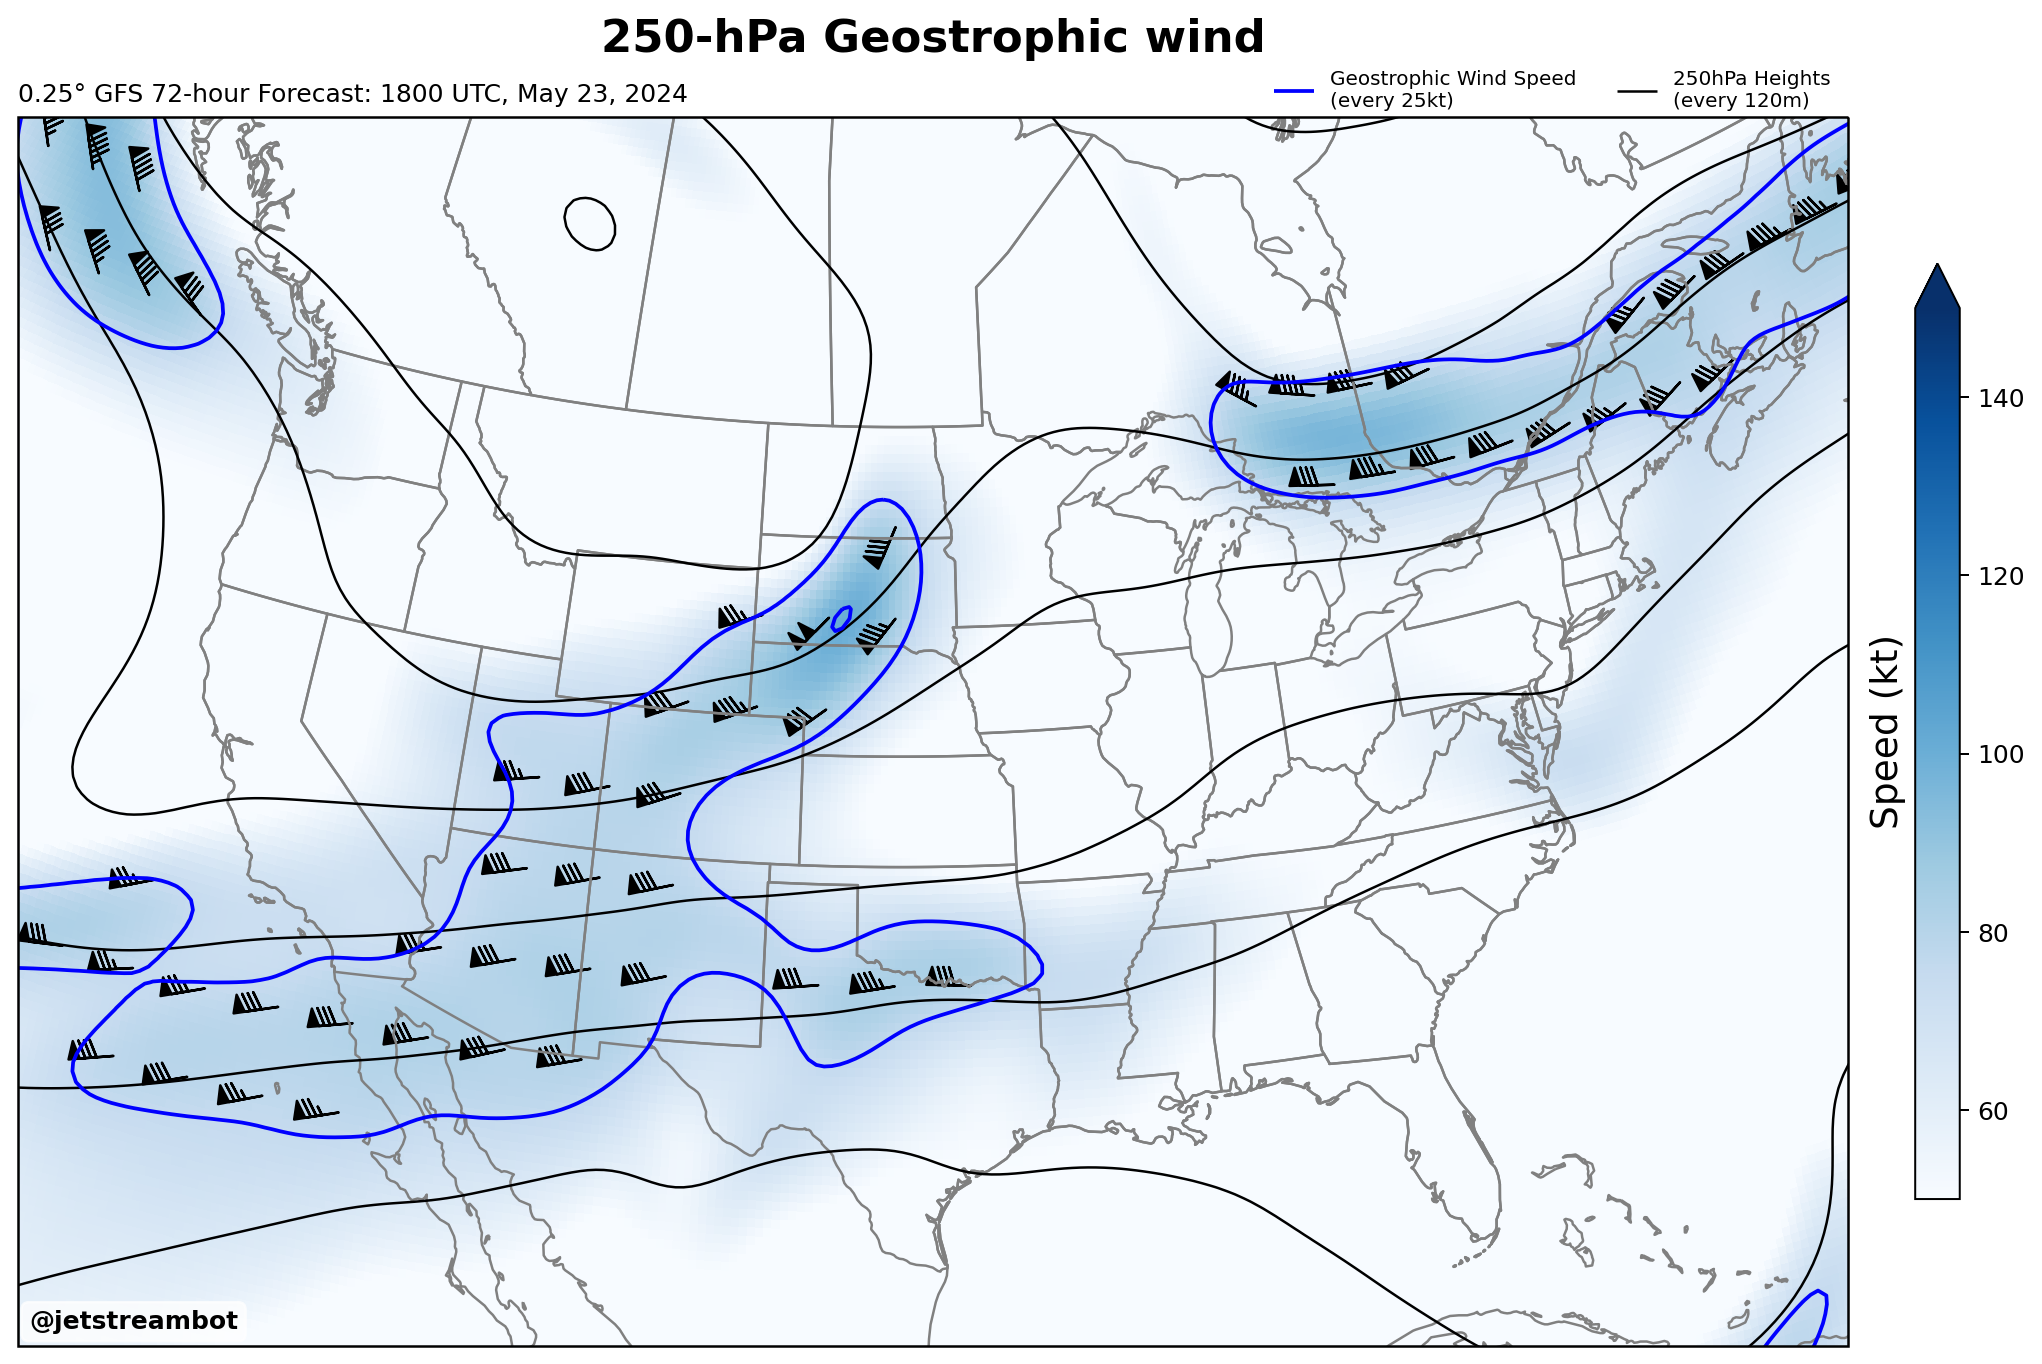 250-hPa Geostrophic wind
0.25° GFS 72-hour Forecast: 1800 UTC, May 23, 2024
Geostrophic Wind Speed
(every 25kt)
250hPa Heights
(every 120m)
140
120
100
80
60
Speed (kt)
@jetstreambot